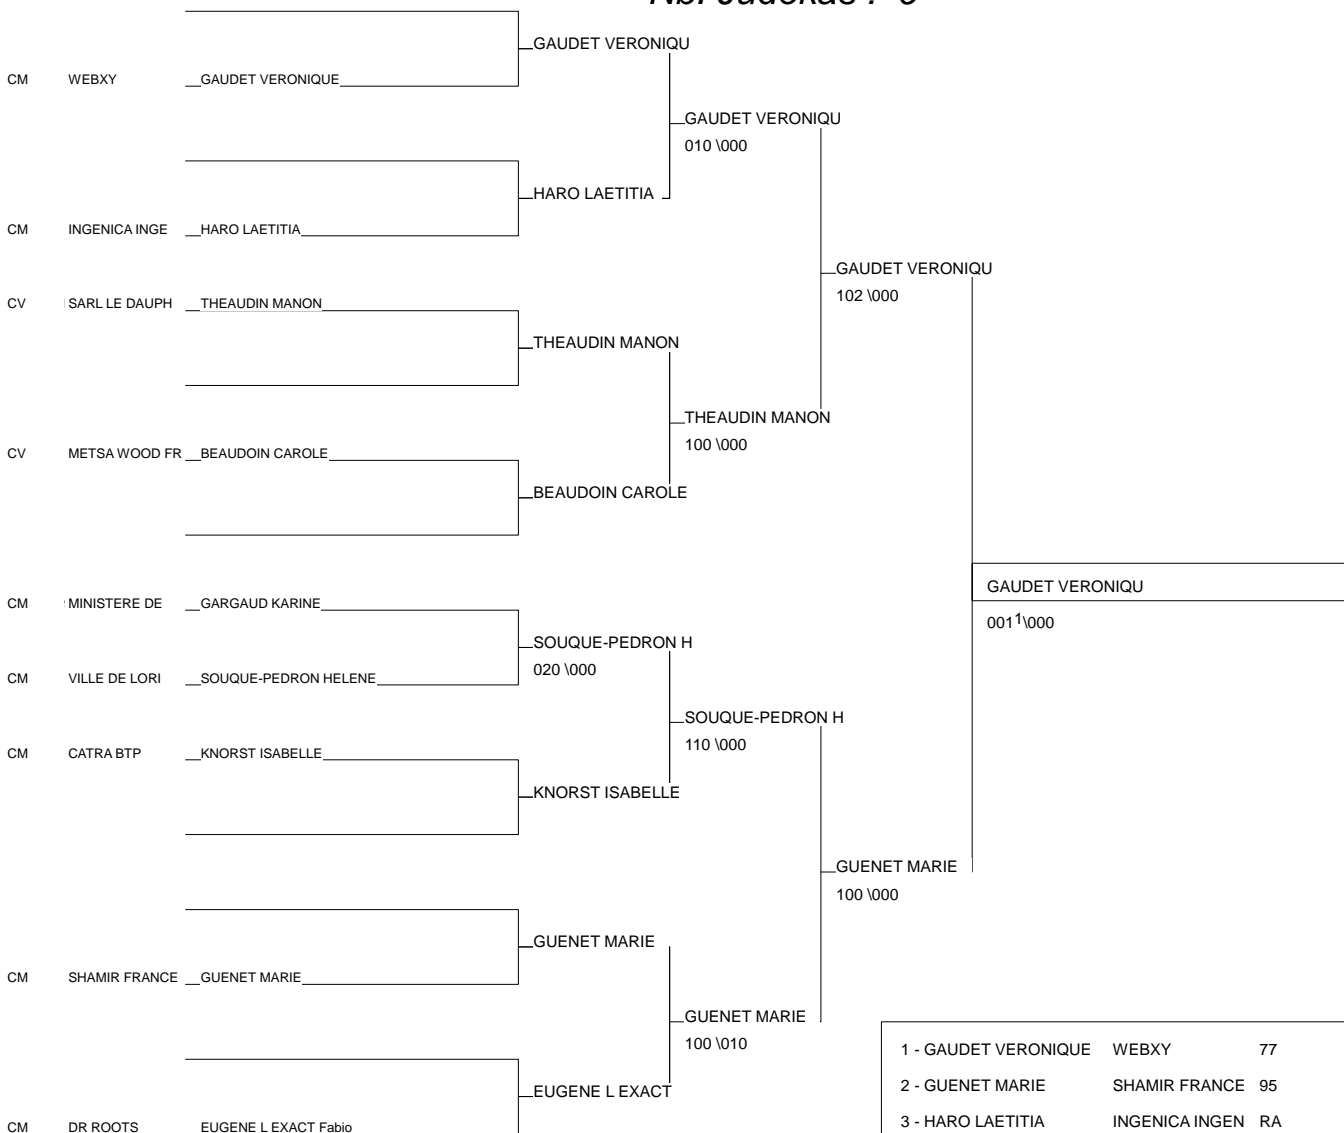 GAUDET VERONIQU
CM WEBXY GAUDET VERONIQUE
GAUDET VERONIQU
010 \000
HARO LAETITIA
CM INGENICA INGE HARO LAETITIA
GAUDET VERONIQU
102 \000
CV SARL LE DAUPH THEAUDIN MANON
THEAUDIN MANON
THEAUDIN MANON
100 \000
CV METSA WOOD FR BEAUDOIN CAROLE
BEAUDOIN CAROLE
GAUDET VERONIQU
001 1\000
CM MINISTERE DE GARGAUD KARINE
SOUQUE-PEDRON H
020 \000
CM VILLE DE LORI SOUQUE-PEDRON HELENE
SOUQUE-PEDRON H
110 \000
CM CATRA BTP KNORST ISABELLE
KNORST ISABELLE
GUENET MARIE
100 \000
GUENET MARIE
CM SHAMIR FRANCE GUENET MARIE
GUENET MARIE
100 \010
EUGENE L EXACT
CM DR ROOTS EUGENE L EXACT Fabio
1 - GAUDET VERONIQUE WEBXY 77
2 - GUENET MARIE SHAMIR FRANCE 95
3 - HARO LAETITIA INGENICA INGEN RA